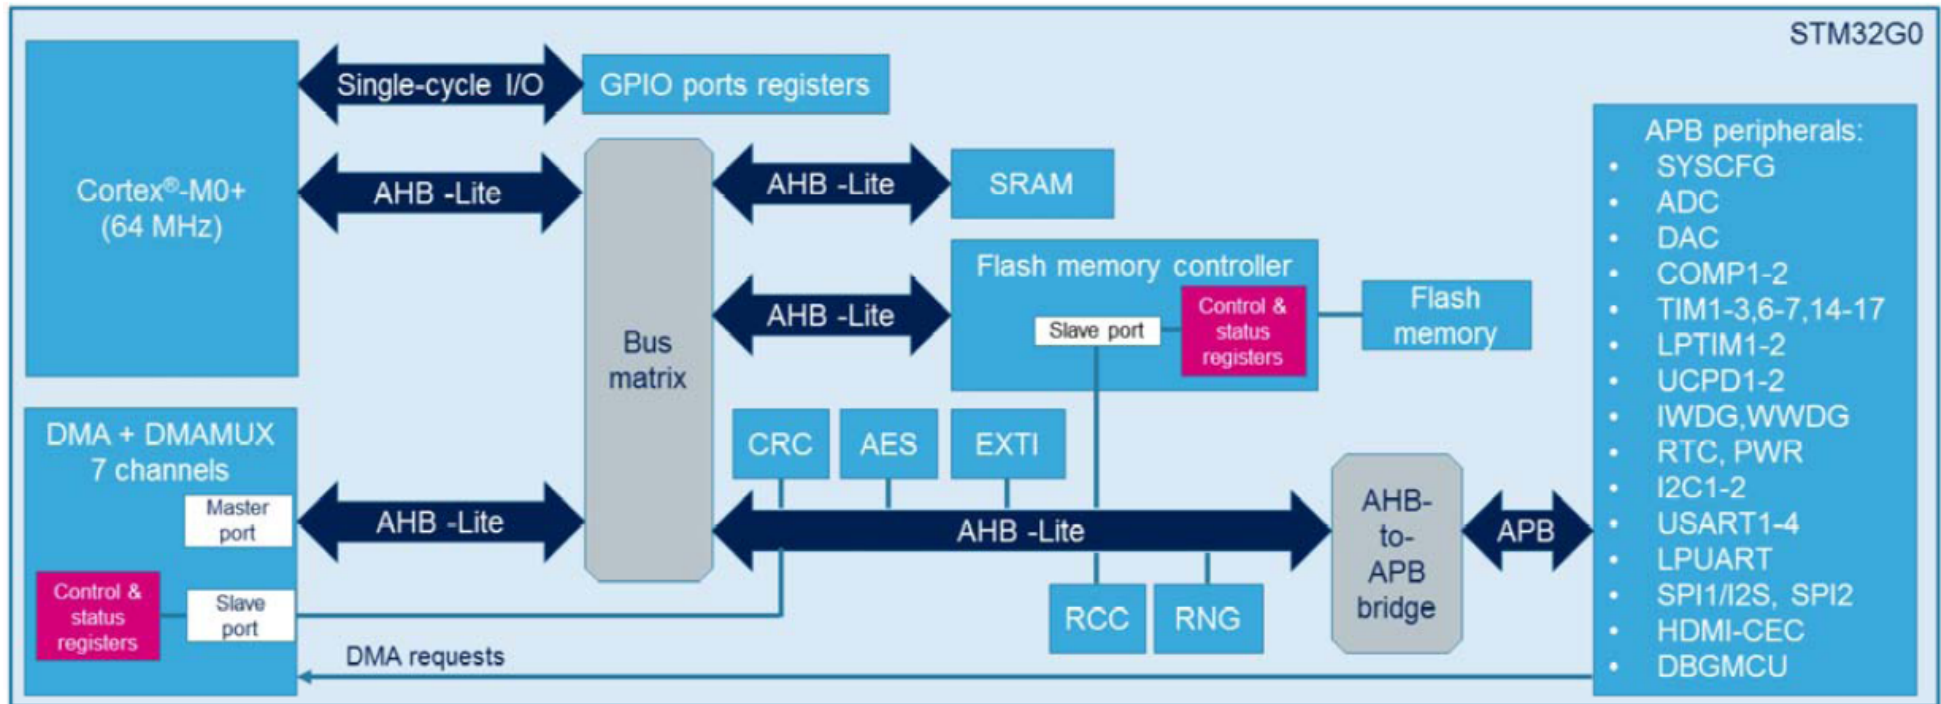 STM32G0
Cortex®-M0+
(64 MHz)
Single-cycle I/O
GPIO ports registers
AHB -Lite
Bus
matrix
AHB -Lite
SRAM
AHB -Lite
Flash memory controller
Slave port
Control &
status
registers
Flash
memory
DMA + DMAMUX
7 channels
Master
port
Control &
status
registers
Slave
port
AHB -Lite
CRC
AES
EXTI
AHB -Lite
RCC
RNG
DMA requests
AHB-
to-
APB
bridge
APB
APB peripherals:
• SYSCFG
• ADC
• DAC
• COMP1-2
• TIM1-3,6-7,14-17
• LPTIM1-2
• UCPD1-2
• IWDG,WWDG
• RTC, PWR
• I2C1-2
• USART1-4
• LPUART
• SPI1/I2S, SPI2
• HDMI-CEC
• DBGMCU